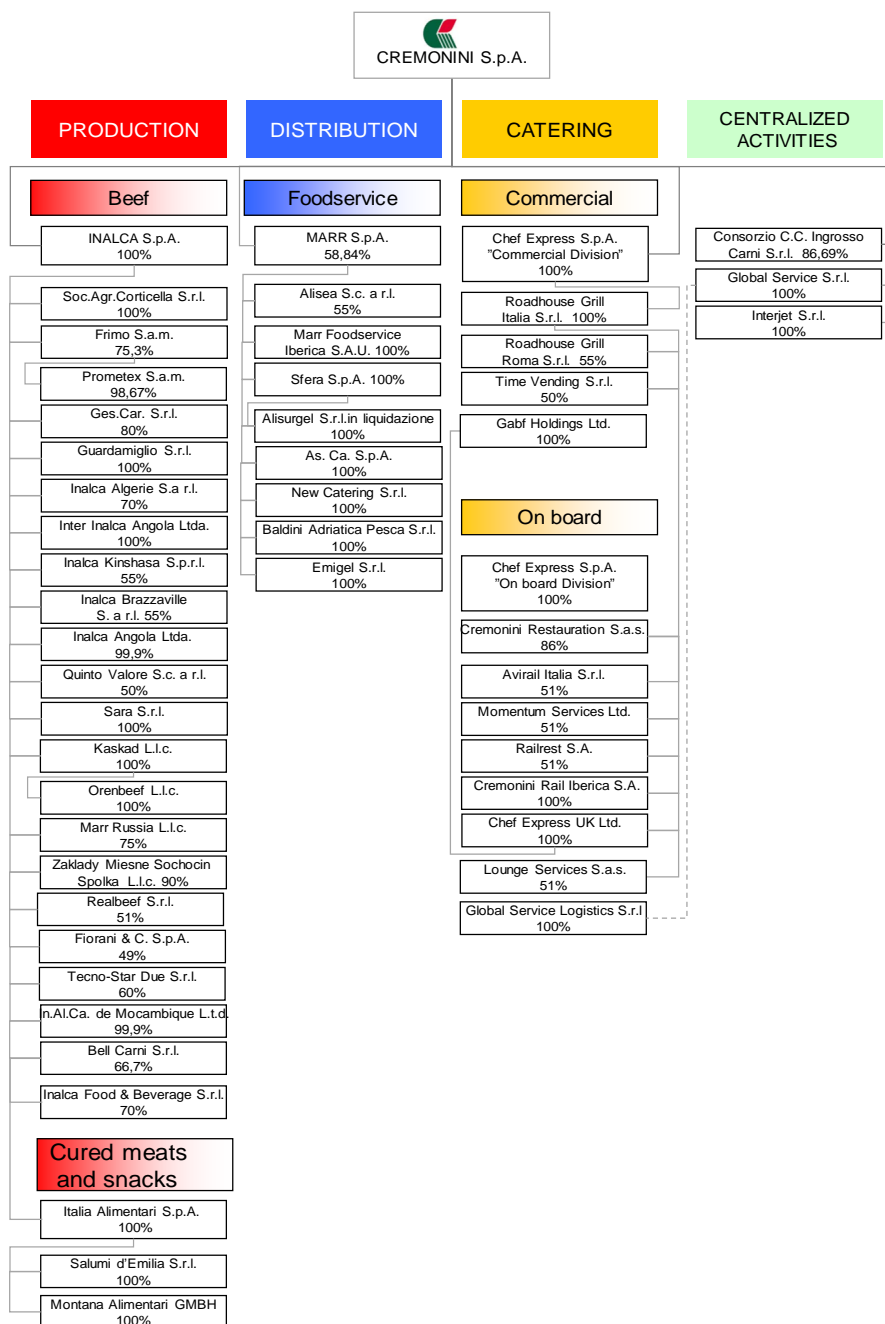 CREMONINI S.p.A.
PRODUCTION
DISTRIBUTION
CATERING
CENTRALIZED
ACTIVITIES
Beef
INALCA S.p.A.
100%
Soc.Agr.Corticella S.r.l.
100%
Frimo S.a.m.
75,3%
Prometex S.a.m.
98,67%
Ges.Car. S.r.l.
80%
Guardamiglio S.r.l.
100%
Inalca Algerie S.a r.l.
70%
Inter Inalca Angola Ltda.
100%
Inalca Kinshasa S.p.r.l.
55%
Inalca Brazzaville
S. a r.l. 55%
Inalca Angola Ltda.
99,9%
Quinto Valore S.c. a r.l.
50%
Sara S.r.l.
100%
Kaskad L.l.c.
100%
Orenbeef L.l.c.
100%
Marr Russia L.l.c.
75%
Zaklady Miesne Sochocin
Spolka L.l.c. 90%
Realbeef S.r.l.
51%
Fiorani & C. S.p.A.
49%
Tecno-Star Due S.r.l.
60%
In.Al.Ca. de Mocambique L.t.d.
99,9%
Bell Carni S.r.l.
66,7%
Inalca Food & Beverage S.r.l.
70%
Cured meats
and snacks
Italia Alimentari S.p.A.
100%
Salumi d'Emilia S.r.l.
100%
Montana Alimentari GMBH
100%
Foodservice
MARR S.p.A.
58,84%
Alisea S.c. a r.l.
55%
Marr Foodservice
Iberica S.A.U. 100%
Sfera S.p.A. 100%
Alisurgel S.r.l.in liquidazione
100%
As. Ca. S.p.A.
100%
New Catering S.r.l.
100%
Baldini Adriatica Pesca S.r.l.
100%
Emigel S.r.l.
100%
Commercial
Chef Express S.p.A.
"Commercial Division"
100%
Roadhouse Grill
Italia S.r.l. 100%
Roadhouse Grill
Roma S.r.l. 55%
Time Vending S.r.l.
50%
Gabf Holdings Ltd.
100%
On board
Chef Express S.p.A.
"On board Division"
100%
Cremonini Restauration S.a.s.
86%
Avirail Italia S.r.l.
51%
Momentum Services Ltd.
51%
Railrest S.A.
51%
Cremonini Rail Iberica S.A.
100%
Chef Express UK Ltd.
100%
Lounge Services S.a.s.
51%
Global Service Logistics S.r.l
100%
Consorzio C.C. Ingrosso
Carni S.r.l. 86,69%
Global Service S.r.l.
100%
Interjet S.r.l.
100%